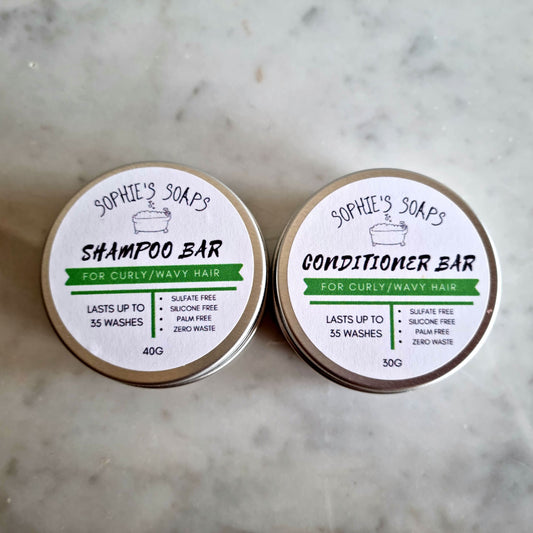 SOPHIE'S SOAPS
SHAMPOO BAR
FOR CURLY/WAVY HAIR
LASTS UP TO
35 WASHES
• SULFATE FREE
• SILICONE FREE
• PALM FREE
• ZERO WASTE
40G
SOPHIE'S SOAPS
CONDITIONER BAR
FOR CURLY/WAVY HAIR
LASTS UP TO
35 WASHES
• SULFATE FREE
• SILICONE FREE
• PALM FREE
• ZERO WASTE
30G